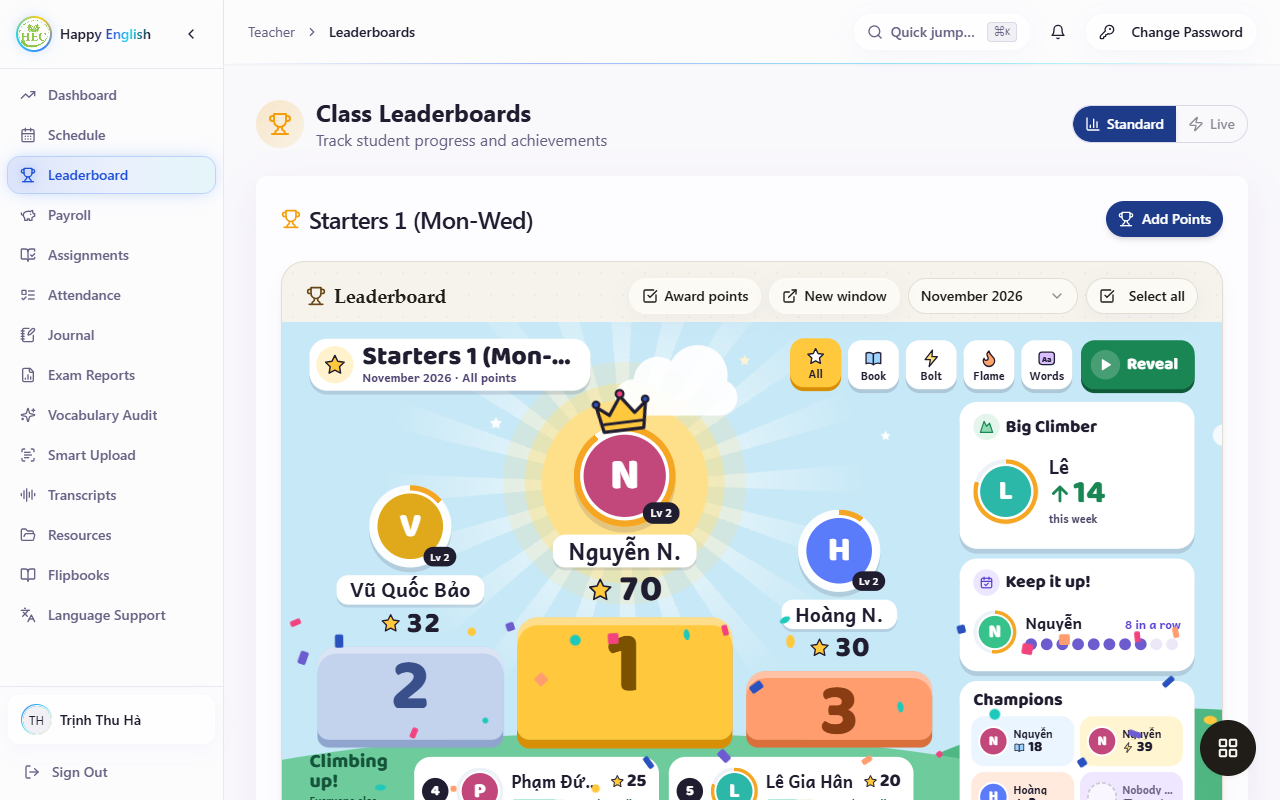 HEC
Happy English
Teacher
Leaderboards
Quick jump...
⌘K
Change Password
Dashboard
Schedule
Leaderboard
Payroll
Assignments
Attendance
Journal
Exam Reports
Vocabulary Audit
Smart Upload
Transcripts
Resources
Flipbooks
Language Support
TH
Trịnh Thu Hà
Sign Out
Class Leaderboards
Track student progress and achievements
Standard
Live
Starters 1 (Mon-Wed)
Add Points
Leaderboard
Award points
New window
November 2026
Select all
Starters 1 (Mon-...
November 2026 · All points
All
Book
Bolt
Flame
Aa
Words
Reveal
N
Lv 2
Nguyễn N.
70
1
V
Lv 2
Vũ Quốc Bảo
32
2
H
Lv 2
Hoàng N.
30
3
Big Climber
L
Lê
14
this week
Keep it up!
N
Nguyễn
8 in a row
Champions
N
Nguyễn
18
N
Nguyễn
39
H
Hoàng
Nobody ...
Climbing
up!
4
P
Phạm Đứ...
25
5
L
Lê Gia Hân
20